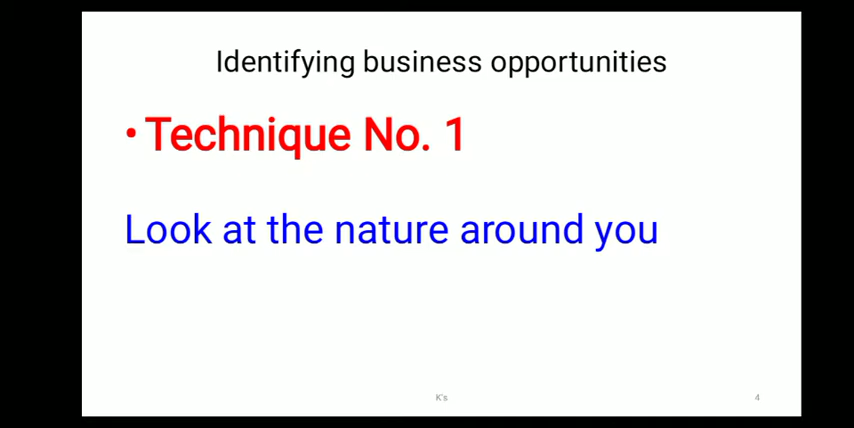 Identifying business opportunities
• Technique No. 1
Look at the nature around you
K's
4